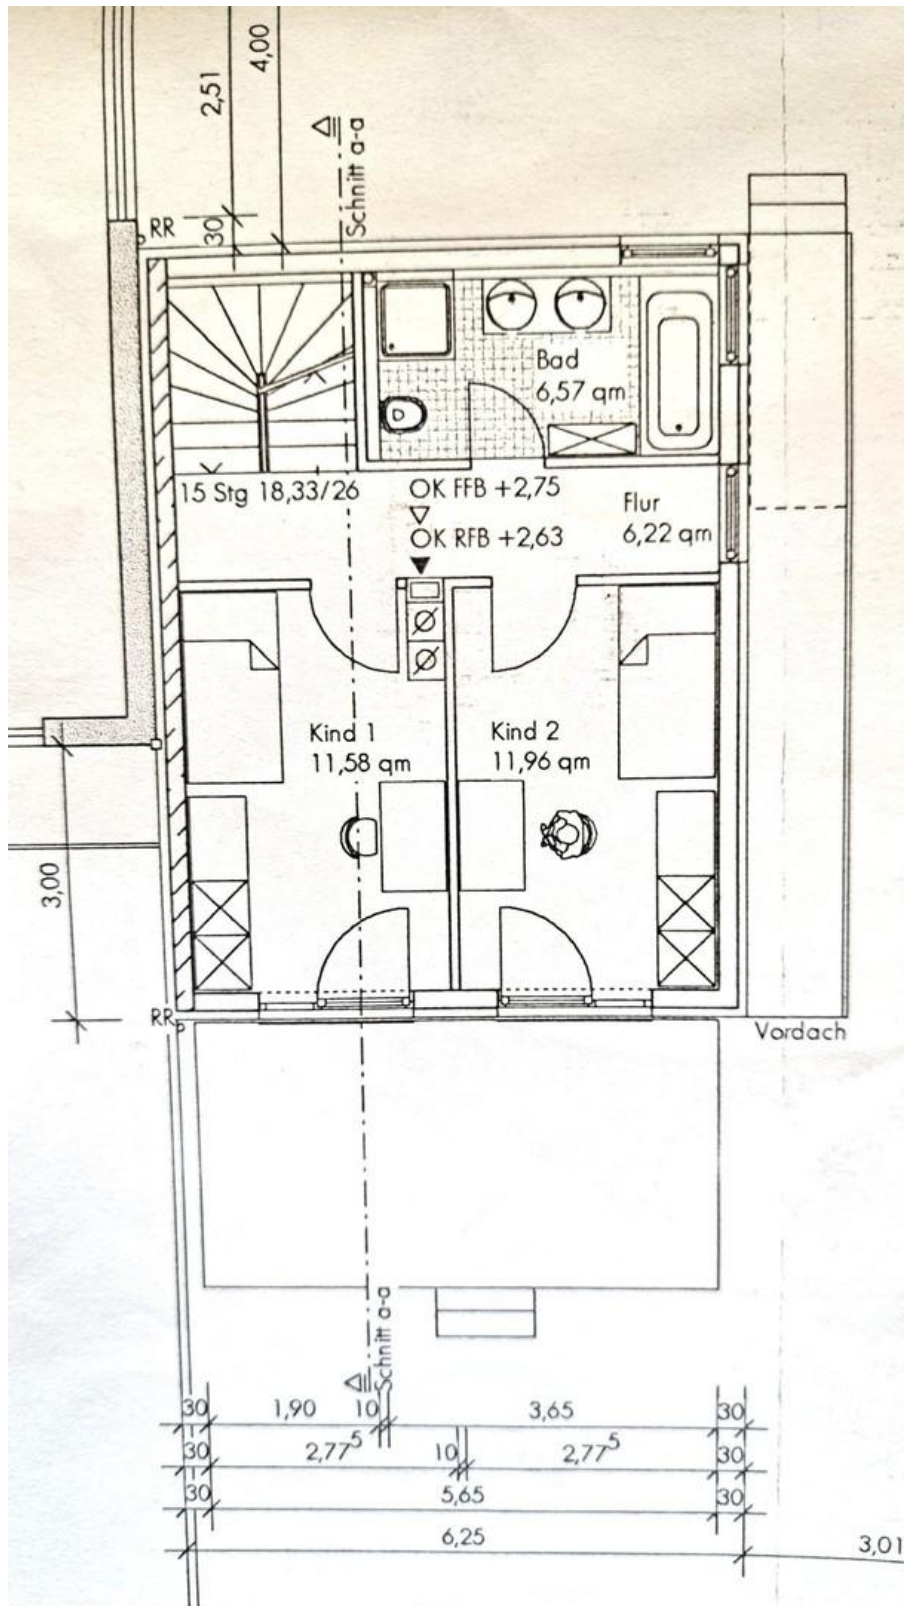 4,00
2,51
Schnitt a-a
RR
30
Bad
6,57 qm
15 Stg 18,33/26
OK FFB +2,75
OK RFB +2,63
Flur
6,22 qm
Kind 1
11,58 qm
Kind 2
11,96 qm
3,00
RR
Vordach
Schnitt a-a
30 1,90 10 3,65 30
30 2,77⁵ 10 2,77⁵ 30
30 5,65 30
6,25
3,01